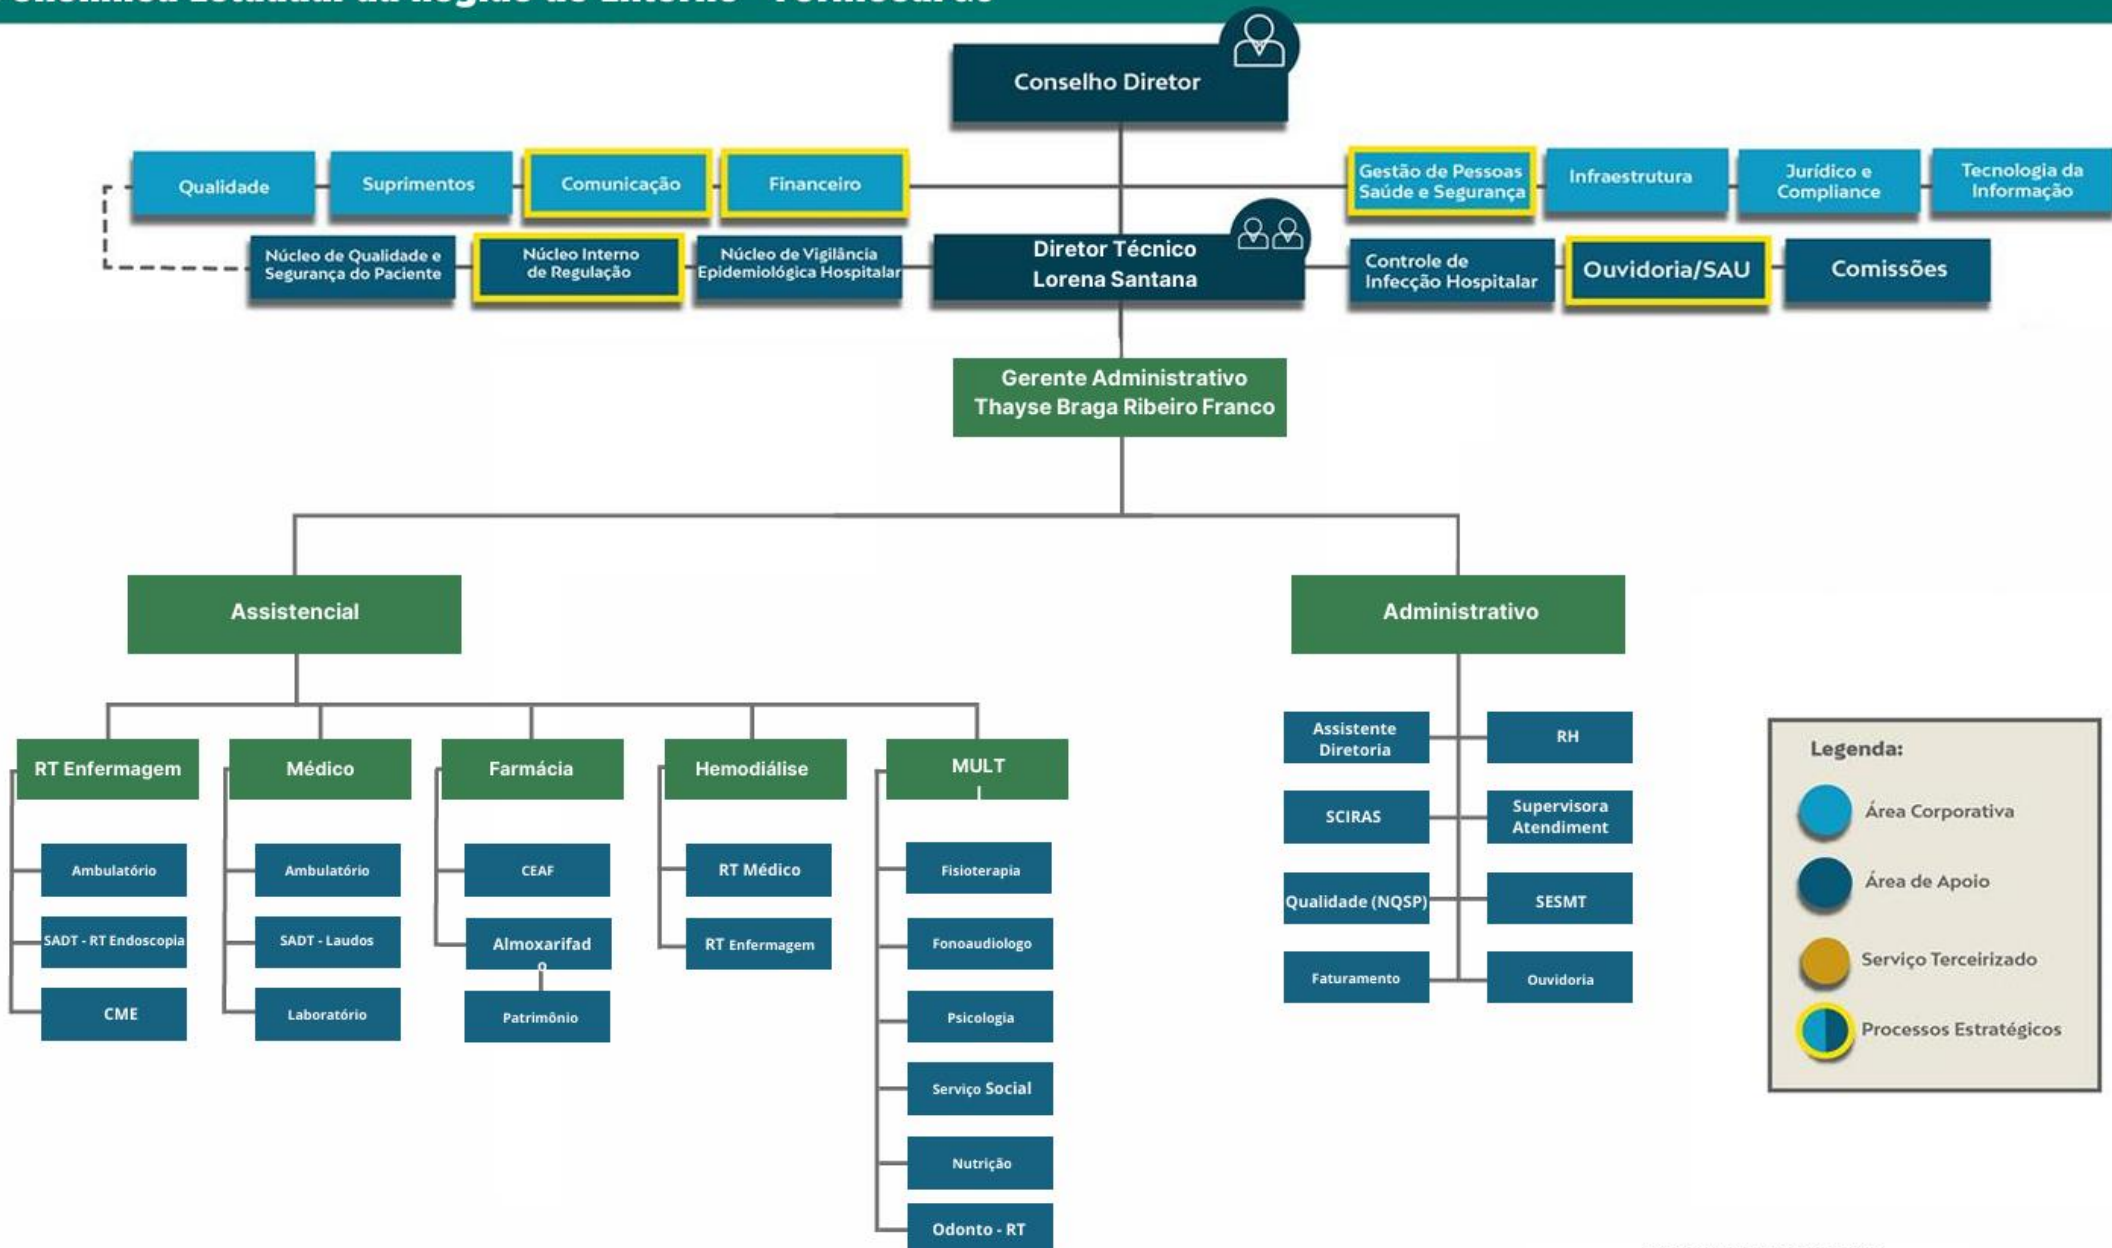 Conselho Diretor
Qualidade
Suprimentos
Comunicação
Financeiro
Gestão de Pessoas
Saúde e Segurança
Infraestrutura
Jurídico e
Compliance
Tecnologia da
Informação
Núcleo de Qualidade e
Segurança do Paciente
Núcleo Interno
de Regulação
Núcleo de Vigilância
Epidemiológica Hospitalar
Diretor Técnico
Lorena Santana
Controle de
Infecção Hospitalar
Ouvidoria/SAU
Comissões
Gerente Administrativo
Thayse Braga Ribeiro Franco
Assistencial
Administrativo
RT Enfermagem
Médico
Farmácia
Hemodiálise
MULT
Ambulatório
SADT - RT Endoscopia
CME
Ambulatório
SADT - Laudos
Laboratório
CEAF
Almoxarifad
o
Patrimônio
RT Médico
RT Enfermagem
Fisioterapia
Fonoaudiologo
Psicologia
Serviço Social
Nutrição
Odonto - RT
Assistente
Diretoria
RH
SCIRAS
Supervisora
Atendiment
Qualidade (NQSP)
SESMT
Faturamento
Ouvidoria
Legenda:
Área Corporativa
Área de Apoio
Serviço Terceirizado
Processos Estratégicos